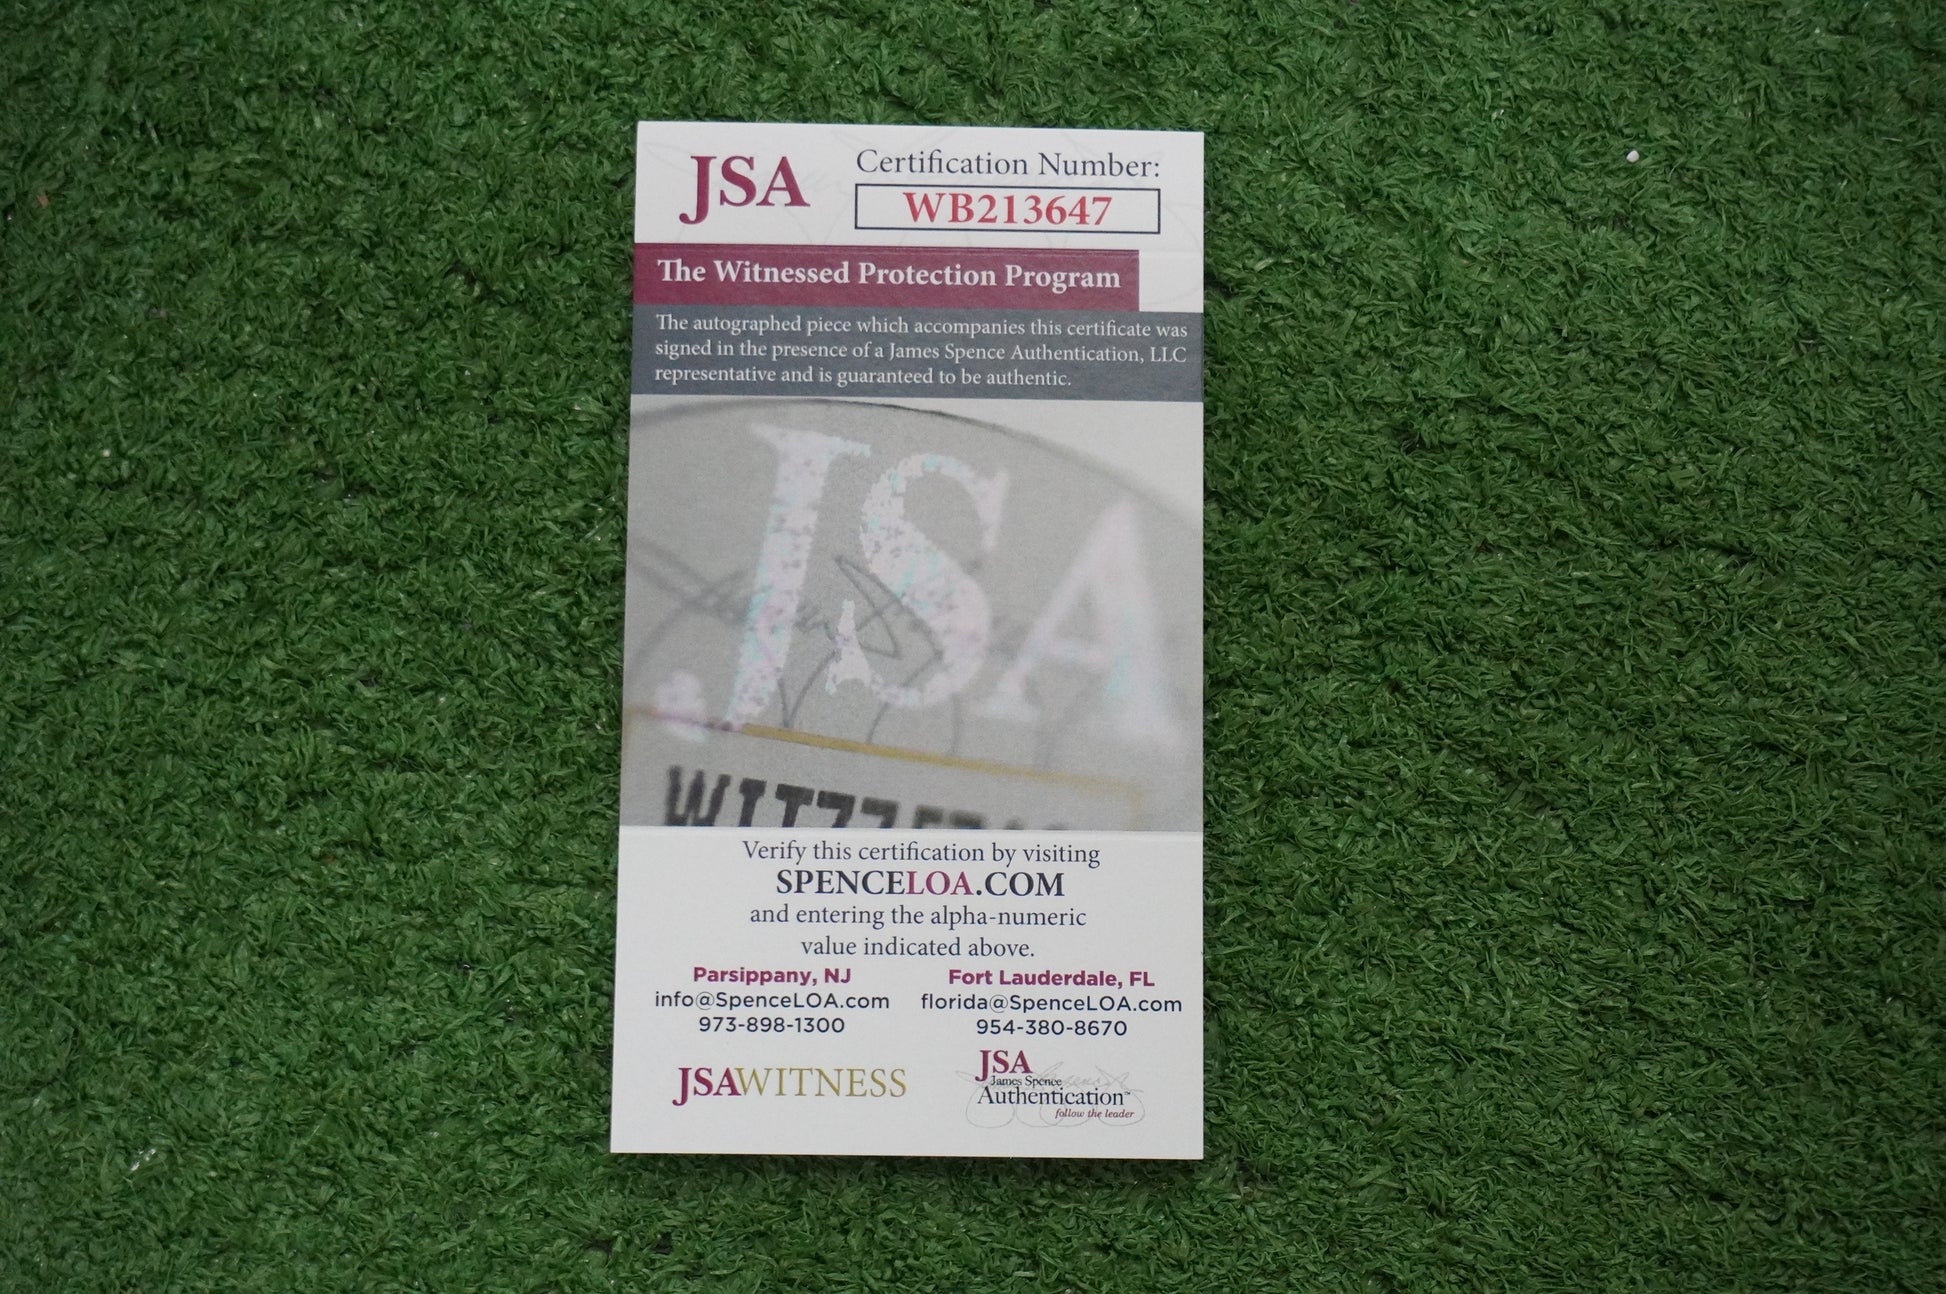 JSA
Certification Number:
WB213647
The Witnessed Protection Program
The autographed piece which accompanies this certificate was
signed in the presence of a James Spence Authentication, LLC
representative and is guaranteed to be authentic.
JSA
Verify this certification by visiting
SPENCELOA.COM
and entering the alpha-numeric
value indicated above.
Parsippany, NJ
info@SpenceLOA.com
973-898-1300
Fort Lauderdale, FL
florida@SpenceLOA.com
954-380-8670
JSAWITNESS
JSA
James Spence
Authentication™
follow the leader